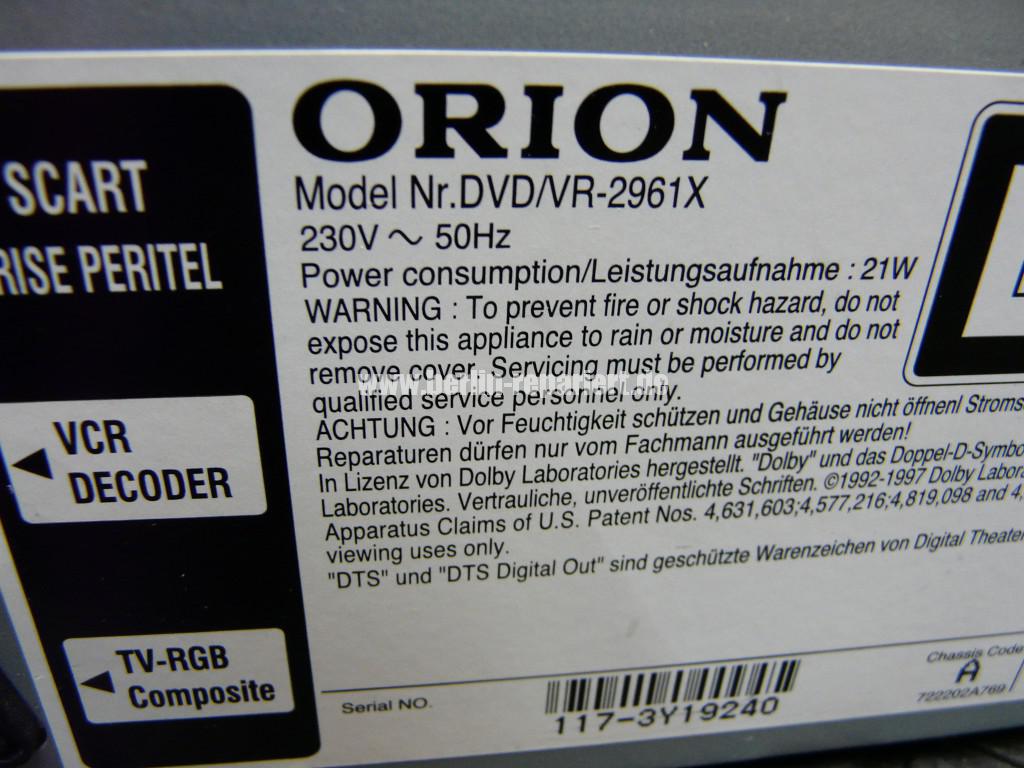 SCART
RISE PERITEL
VCR
DECODER
TV-RGB
Composite
ORION
Model Nr.DVD/VR-2961X
230V ~ 50Hz
Power consumption/Leistungsaufnahme : 21W
WARNING : To prevent fire or shock hazard, do not
expose this appliance to rain or moisture and do not
remove cover. Servicing must be performed by
qualified service personnel only.
ACHTUNG : Vor Feuchtigkeit schützen und Gehäuse nicht öffnen! Stroms
Reparaturen dürfen nur vom Fachmann ausgeführt werden!
In Lizenz von Dolby Laboratories hergestellt. "Dolby" und das Doppel-D-Symbo
Laboratories. Vertrauliche, unveröffentlichte Schriften. ©1992-1997 Dolby Labora
Apparatus Claims of U.S. Patent Nos. 4,631,603;4,577,216;4,819,098 and 4,
viewing uses only.
"DTS" und "DTS Digital Out" sind geschützte Warenzeichen von Digital Theater
Serial NO.
117-3Y19240
Chassis Code
A
722202A769